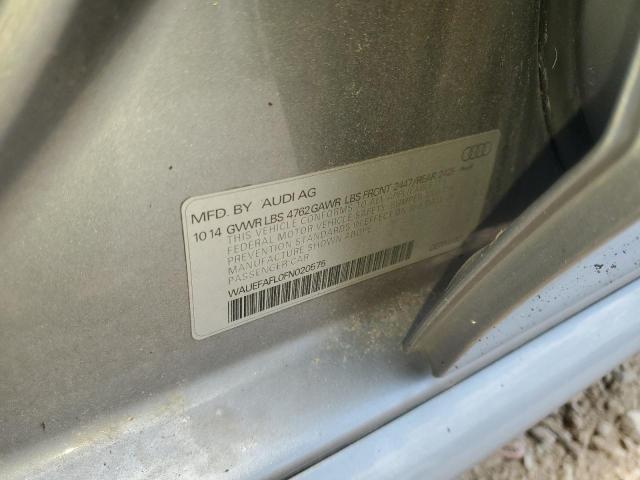 MFD. BY AUDI AG
10 14 GVWR LBS 4762 GAWR LBS FRONT 2447/REAR
THIS VEHICLE CONFORMS TO ALL APPLICABLE
FEDERAL MOTOR VEHICLE SAFETY, BUMPER, AND THEFT
PREVENTION STANDARDS IN EFFECT ON THE DATE OF
MANUFACTURE SHOWN ABOVE.
PASSENGER CAR
WAUEFAFL0FN020575
Audi